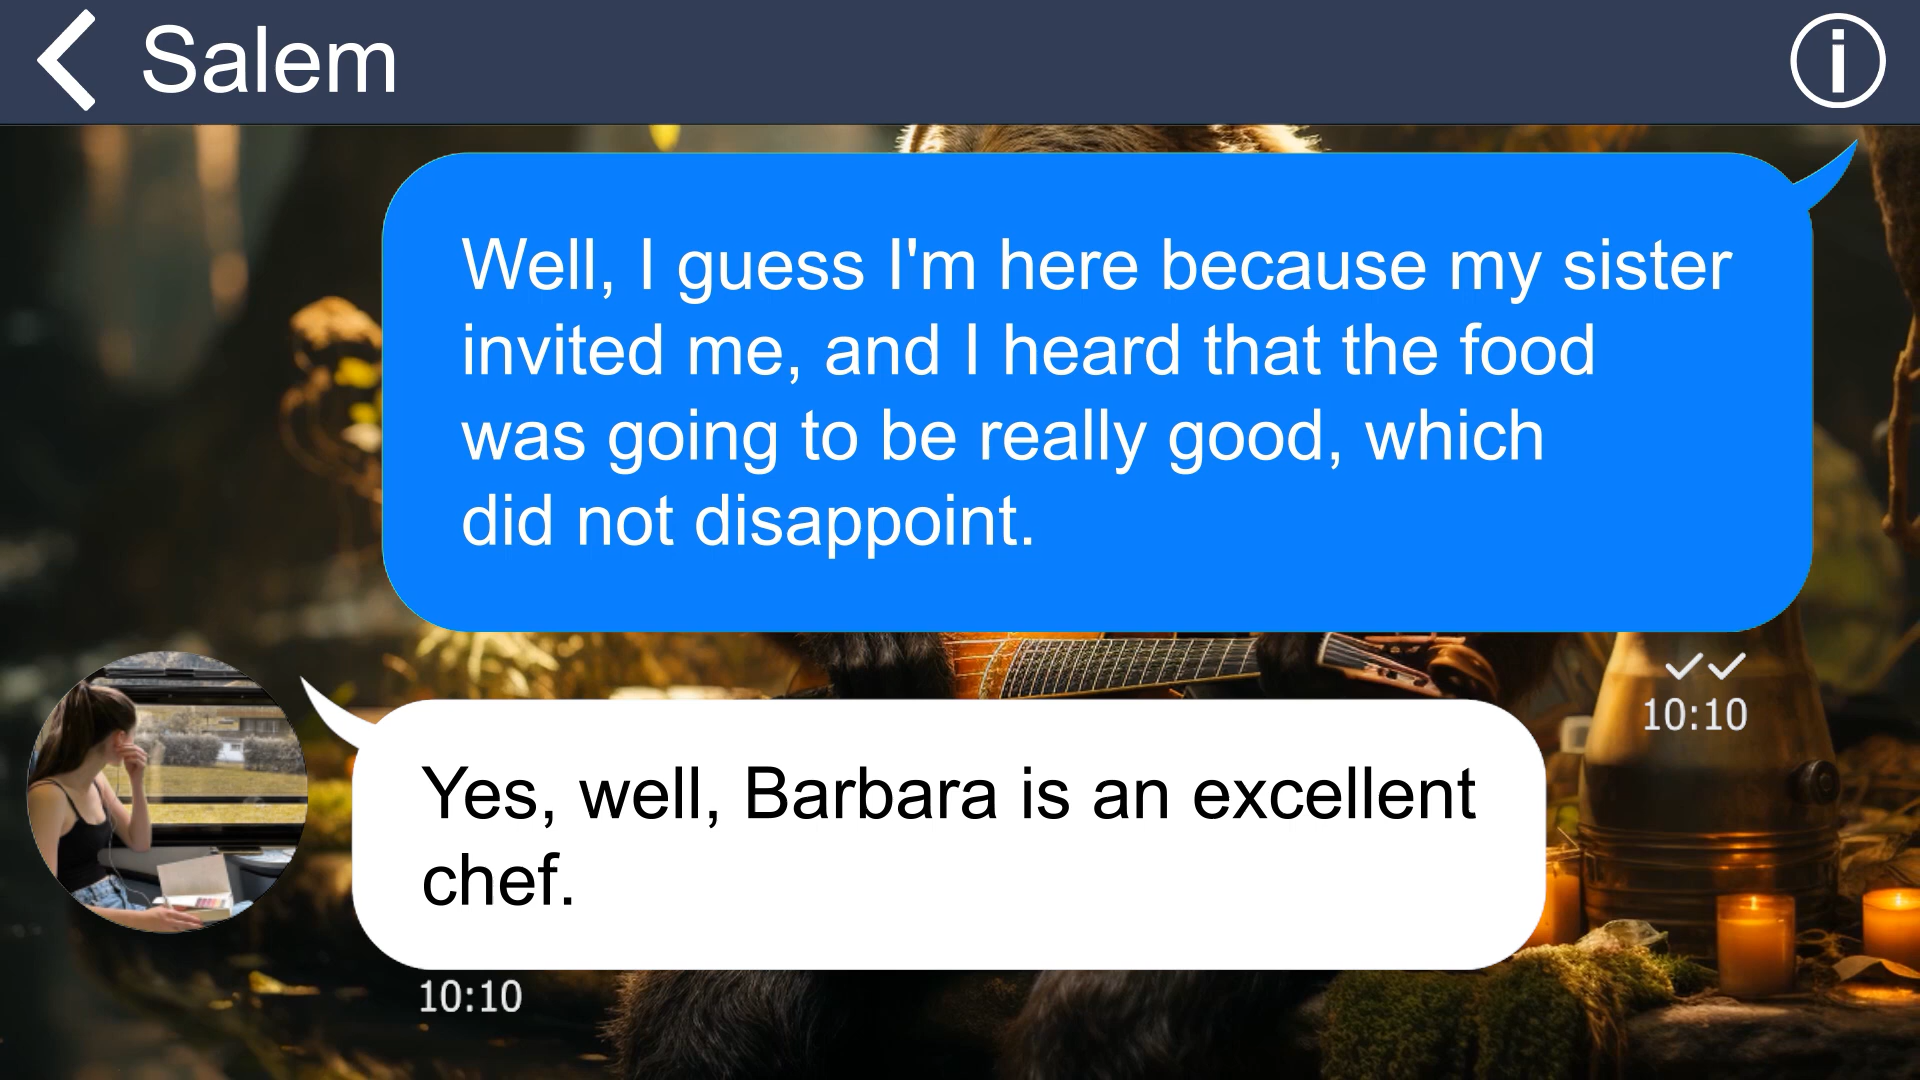 Salem
Well, I guess I'm here because my sister
invited me, and I heard that the food
was going to be really good, which
did not disappoint.
10:10
Yes, well, Barbara is an excellent
chef.
10:10